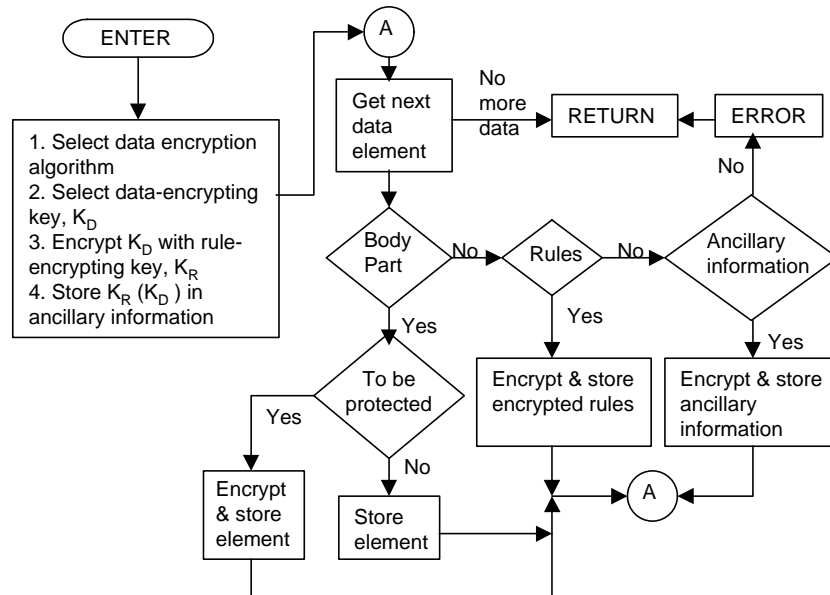 ENTER
1. Select data encryption
algorithm
2. Select data-encrypting
key, K_D
3. Encrypt K_D with rule-
encrypting key, K_R
4. Store K_R (K_D ) in
ancillary information
A
Get next
data
element
No
more
data
RETURN
ERROR
No
Body
Part
No
Rules
No
Ancillary
information
Yes
Yes
Yes
To be
protected
Yes
No
Encrypt & store
encrypted rules
Encrypt & store
ancillary
information
Encrypt
& store
element
Store
element
A